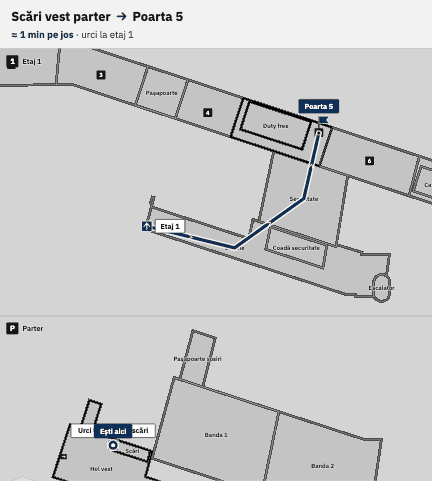 Scări vest parter → Poarta 5
≈ 1 min pe jos · urci la etaj 1
1 Etaj 1
3
Pașapoarte
4
Poarta 5
Duty free
6
Securitate
Etaj 1
Coadă securitate
Escalator
P Parter
Pașapoarte sosiri
Urci
Ești aici
scări
Scări
Hol vest
Banda 1
Banda 2